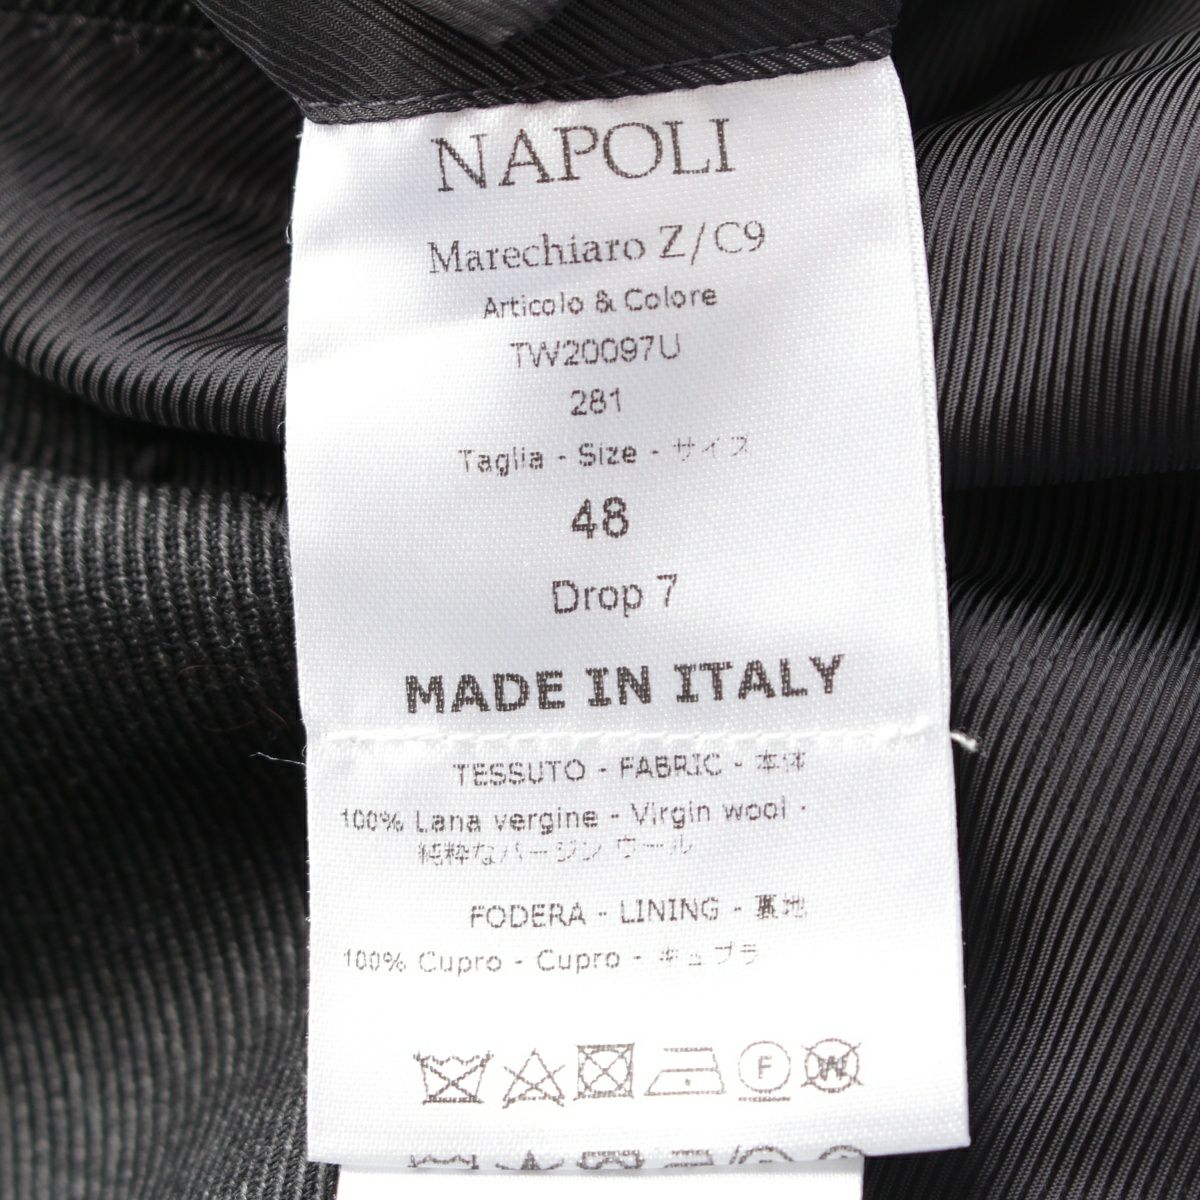 NAPOLI
Marechiaro Z/C9
Articolo & Colore
TW20097U
281
Taglia - Size - サイズ
48
Drop 7
MADE IN ITALY
TESSUTO - FABRIC - 本体
100% Lana vergine - Virgin wool -
純粋なバージン ウール
FODERA - LINING - 裏地
100% Cupro - Cupro - キュプラ
F W